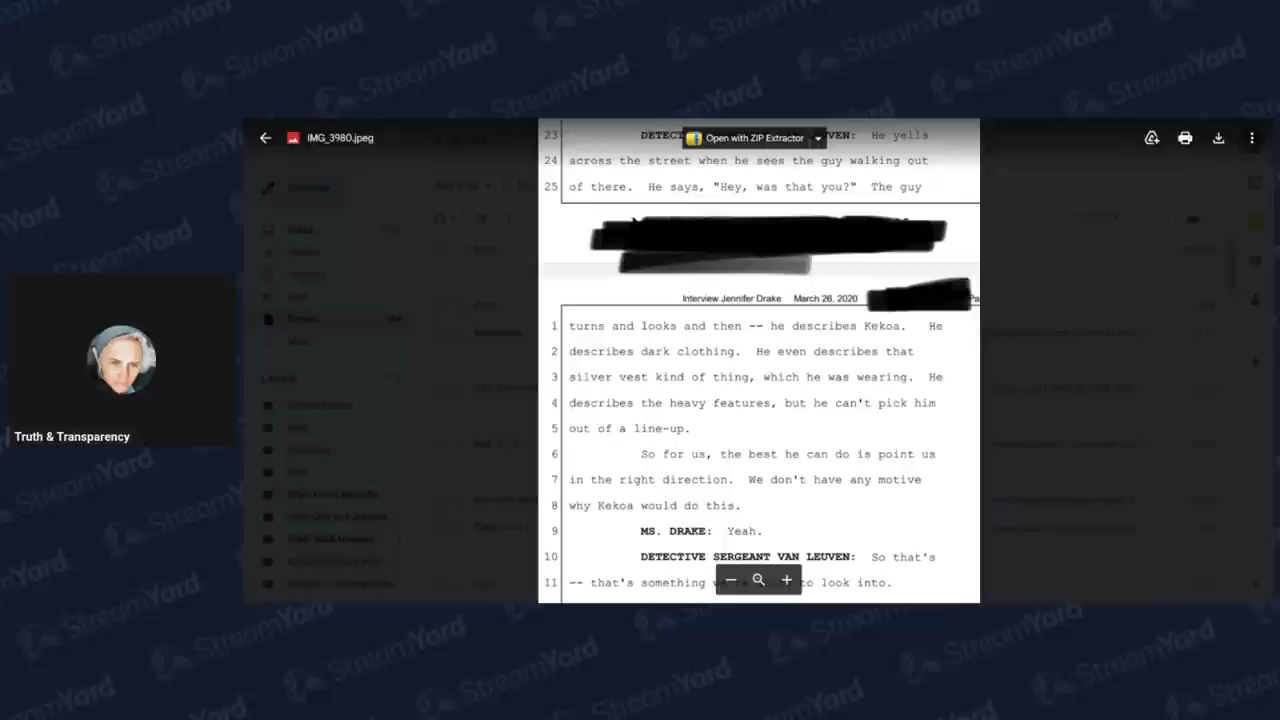 StreamYard
IMG_3980.jpeg
Open with ZIP Extractor
23 DETECT VEN: He yells
24 across the street when he sees the guy walking out
25 of there. He says, "Hey, was that you?" The guy
Interview Jennifer Drake March 26, 2020
1 turns and looks and then -- he describes Kekoa. He
2 describes dark clothing. He even describes that
3 silver vest kind of thing, which he was wearing. He
4 describes the heavy features, but he can't pick him
5 out of a line-up.
6 So for us, the best he can do is point us
7 in the right direction. We don't have any motive
8 why Kekoa would do this.
9 MS. DRAKE: Yeah.
10 DETECTIVE SERGEANT VAN LEUVEN: So that's
11 -- that's something to look into.
Truth & Transparency